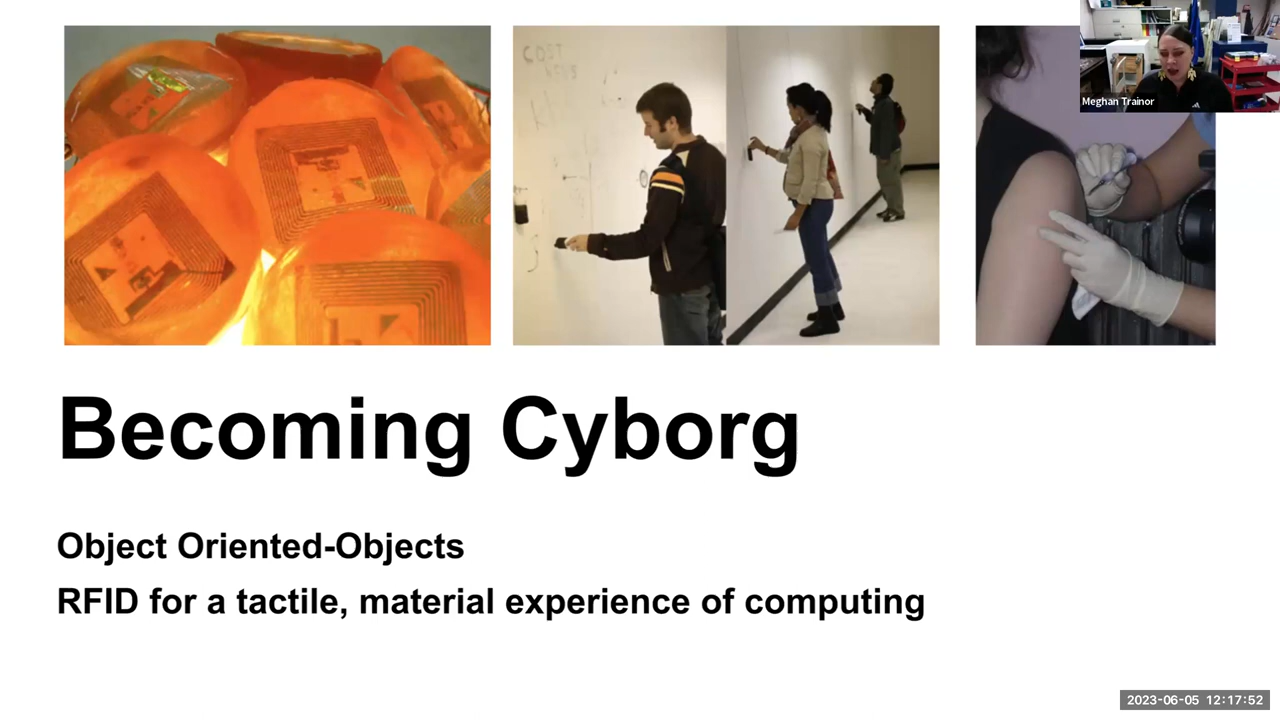 COST
Meghan Trainor
Becoming Cyborg
Object Oriented-Objects
RFID for a tactile, material experience of computing
2023-06-05 12:17:52